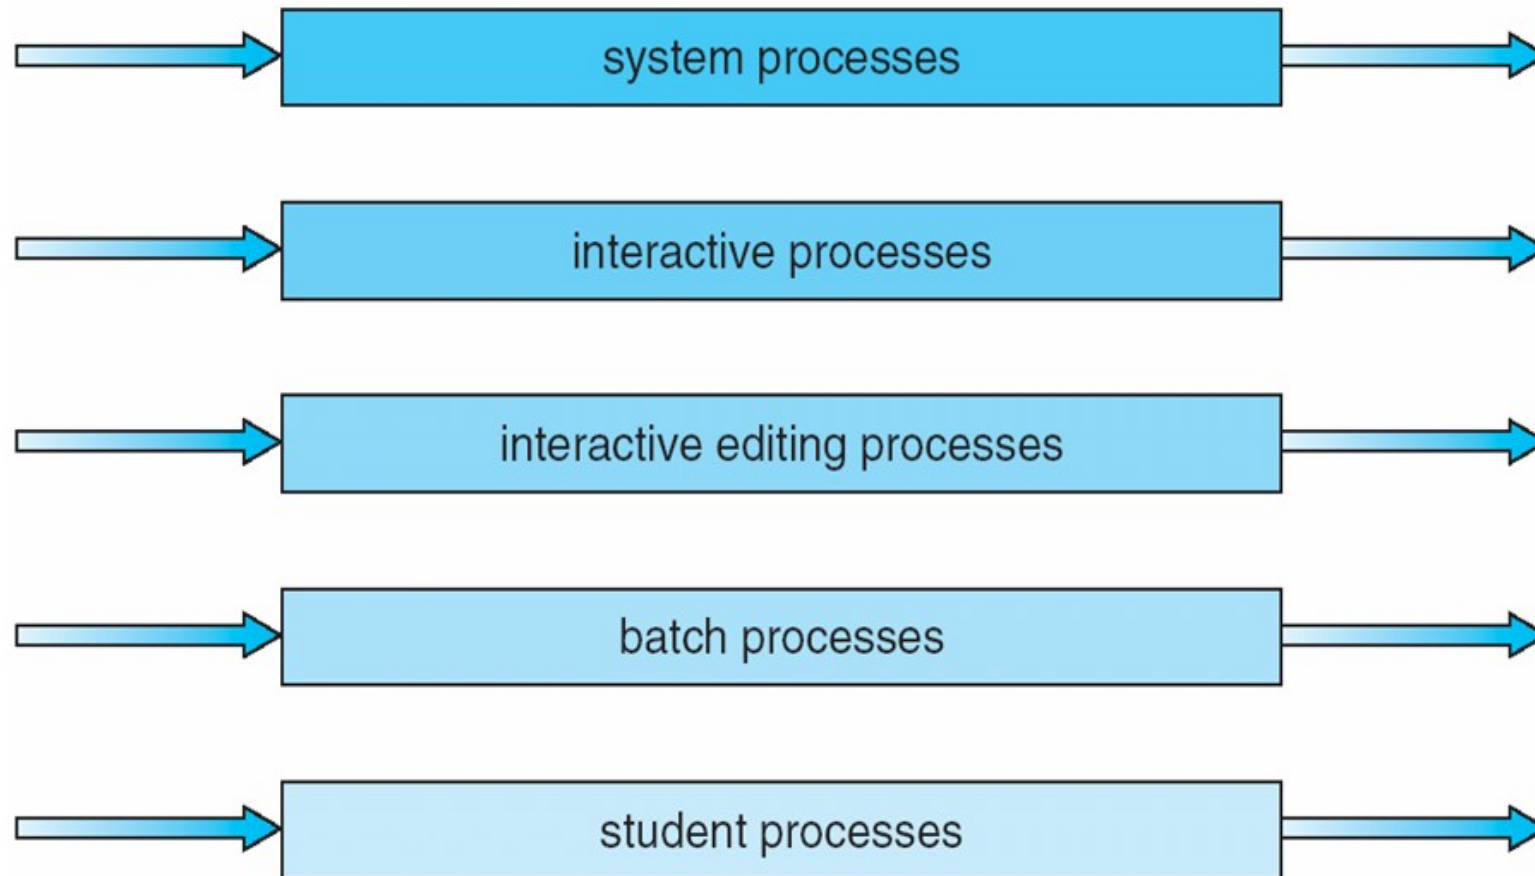 system processes
interactive processes
interactive editing processes
batch processes
student processes